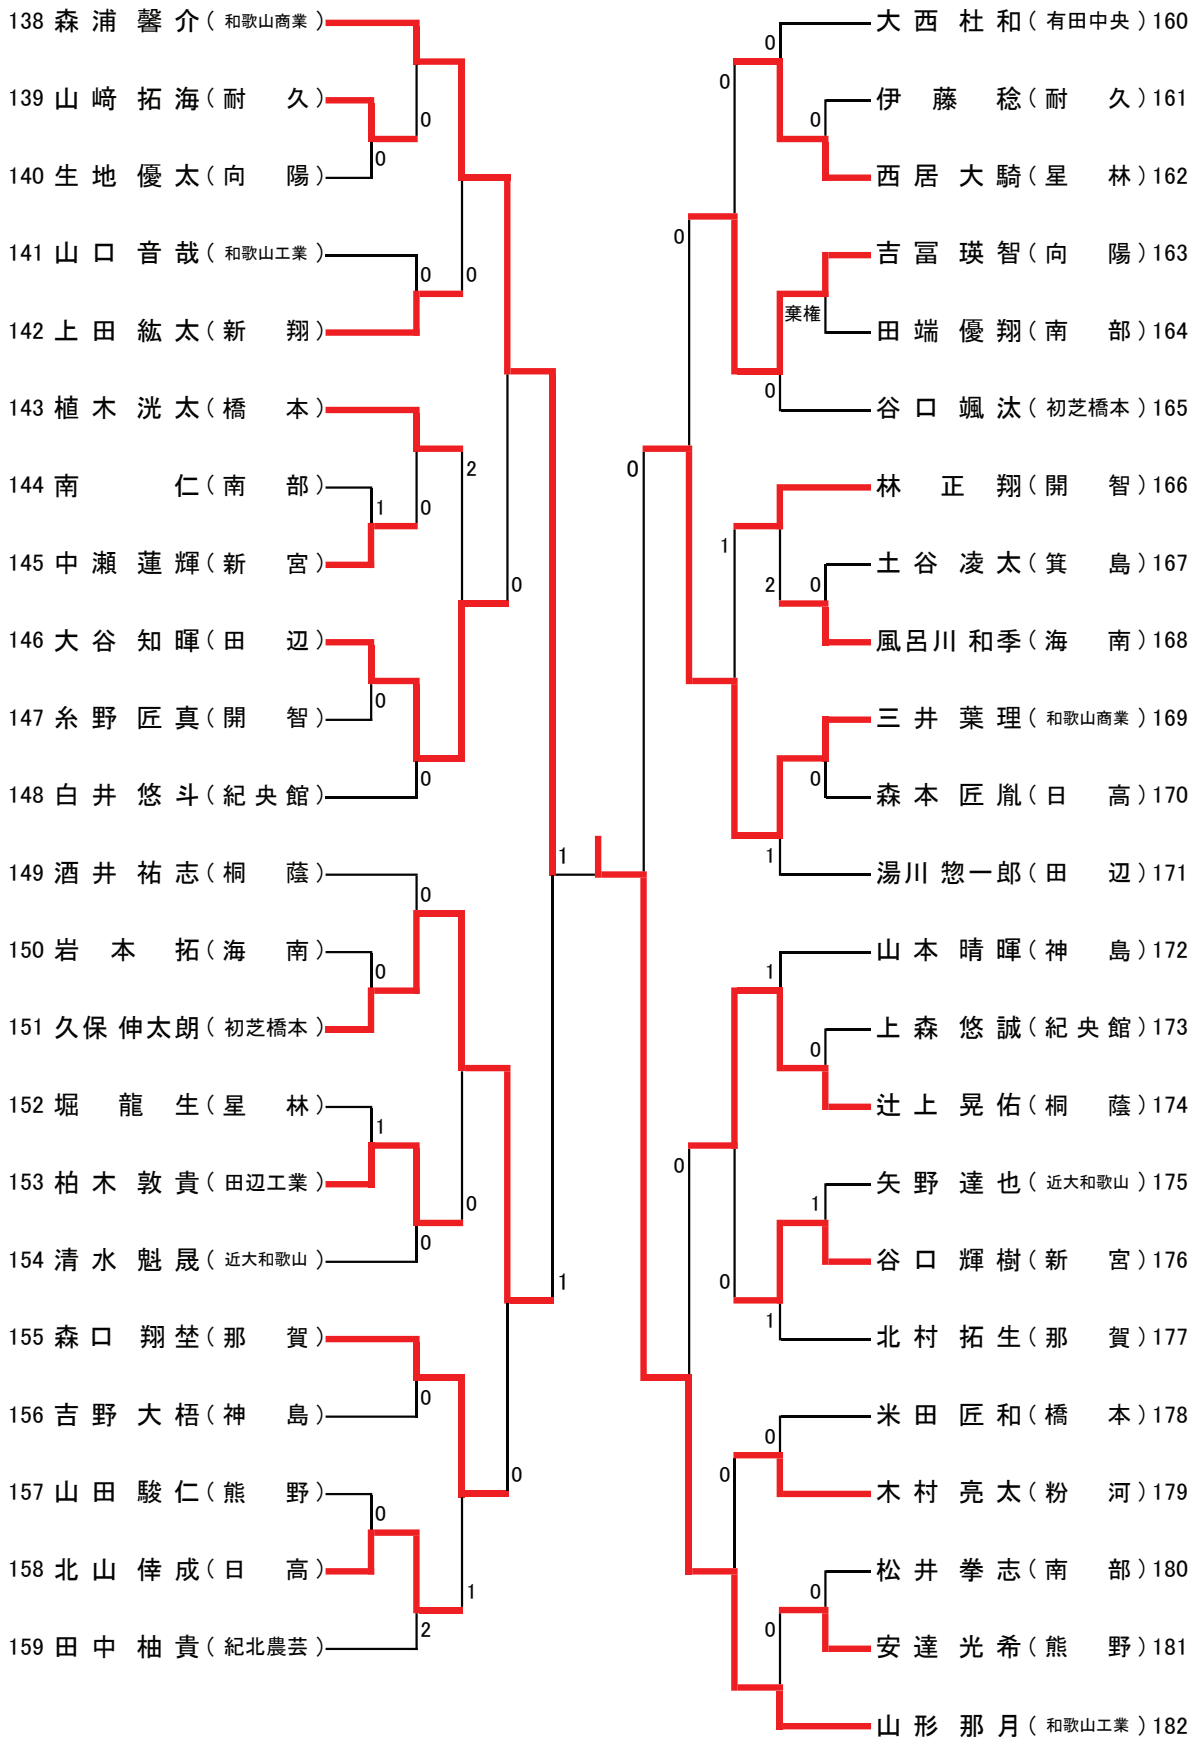 138 森浦馨介(和歌山商業)
139 山﨑拓海(耐久)
140 生地優太(向陽)
141 山口音哉(和歌山工業)
142 上田紘太(新翔)
143 植木洸太(橋本)
144 南仁(南部)
145 中瀬蓮輝(新宮)
146 大谷知暉(田辺)
147 糸野匠真(開智)
148 白井悠斗(紀央館)
149 酒井祐志(桐蔭)
150 岩本拓(海南)
151 久保伸太朗(初芝橋本)
152 堀龍生(星林)
153 柏木敦貴(田辺工業)
154 清水魁晟(近大和歌山)
155 森口翔埜(那賀)
156 吉野大梧(神島)
157 山田駿仁(熊野)
158 北山倖成(日高)
159 田中柚貴(紀北農芸)
0
0
0
0
2
1
0
0
0
0
0
0
1
0
0
1
0
0
0
1
2
1
大西杜和(有田中央)160
伊藤稔(耐久)161
西居大騎(星林)162
吉冨瑛智(向陽)163
田端優翔(南部)164
谷口颯汰(初芝橋本)165
林正翔(開智)166
土谷凌太(箕島)167
風呂川和季(海南)168
三井葉理(和歌山商業)169
森本匠胤(日高)170
湯川惣一郎(田辺)171
山本晴暉(神島)172
上森悠誠(紀央館)173
辻上晃佑(桐蔭)174
矢野達也(近大和歌山)175
谷口輝樹(新宮)176
北村拓生(那賀)177
米田匠和(橋本)178
木村亮太(粉河)179
松井拳志(南部)180
安達光希(熊野)181
山形那月(和歌山工業)182
0
0
0
0
棄権
0
0
1
2
0
0
1
1
0
0
1
0
1
0
0
0
0